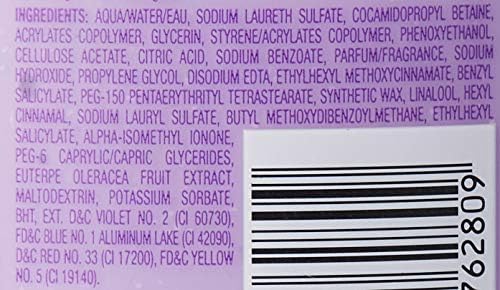 INGREDIENTS: AQUA/WATER/EAU, SODIUM LAURETH SULFATE, COCAMIDOPROPYL BETAINE,
ACRYLATES COPOLYMER, GLYCERIN, STYRENE/ACRYLATES COPOLYMER, PHENOXYETHANOL,
CELLULOSE ACETATE, CITRIC ACID, SODIUM BENZOATE, PARFUM/FRAGRANCE, SODIUM
HYDROXIDE, PROPYLENE GLYCOL, DISODIUM EDTA, ETHYLHEXYL METHOXYCINNAMATE, BENZYL
SALICYLATE, PEG-150 PENTAERYTHRITYL TETRASTEARATE, SYNTHETIC WAX, LINALOOL, HEXYL
CINNAMAL, SODIUM LAURYL SULFATE, BUTYL METHOXYDIBENZOYLMETHANE, ETHYLHEXYL
SALICYLATE, ALPHA-ISOMETHYL IONONE,
PEG-6 CAPRYLIC/CAPRIC GLYCERIDES,
EUTERPE OLERACEA FRUIT EXTRACT,
MALTODEXTRIN, POTASSIUM SORBATE,
BHT, EXT. D&C VIOLET NO. 2 (CI 60730),
FD&C BLUE NO. 1 ALUMINUM LAKE (CI 42090),
D&C RED NO. 33 (CI 17200), FD&C YELLOW
NO. 5 (CI 19140).
762809